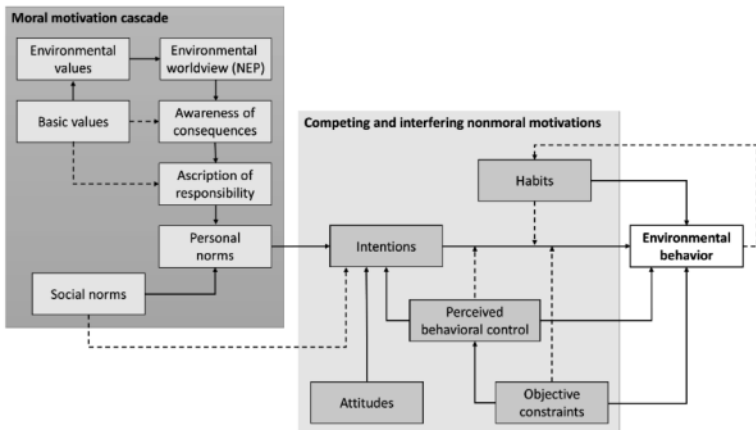 Moral motivation cascade
Environmental
values
Environmental
worldview (NEP)
Basic values
Awareness of
consequences
Ascription of
responsibility
Personal
norms
Social norms
Competing and interfering nonmoral motivations
Habits
Intentions
Environmental
behavior
Perceived
behavioral control
Attitudes
Objective
constraints